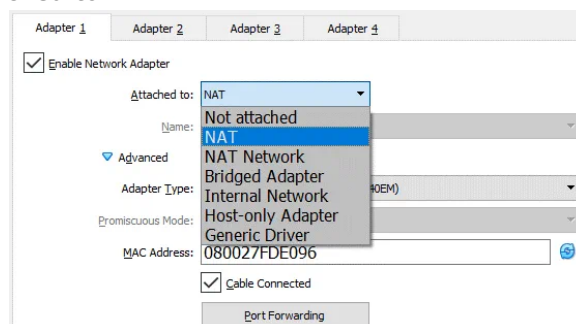 Adapter 1 Adapter 2 Adapter 3 Adapter 4
Enable Network Adapter
Attached to: NAT
Not attached
Name:
NAT
Advanced
NAT Network
Bridged Adapter
Adapter Type: 40EM)
Internal Network
Host-only Adapter
Promiscuous Mode:
Generic Driver
MAC Address: 080027FDE096
Cable Connected
Port Forwarding